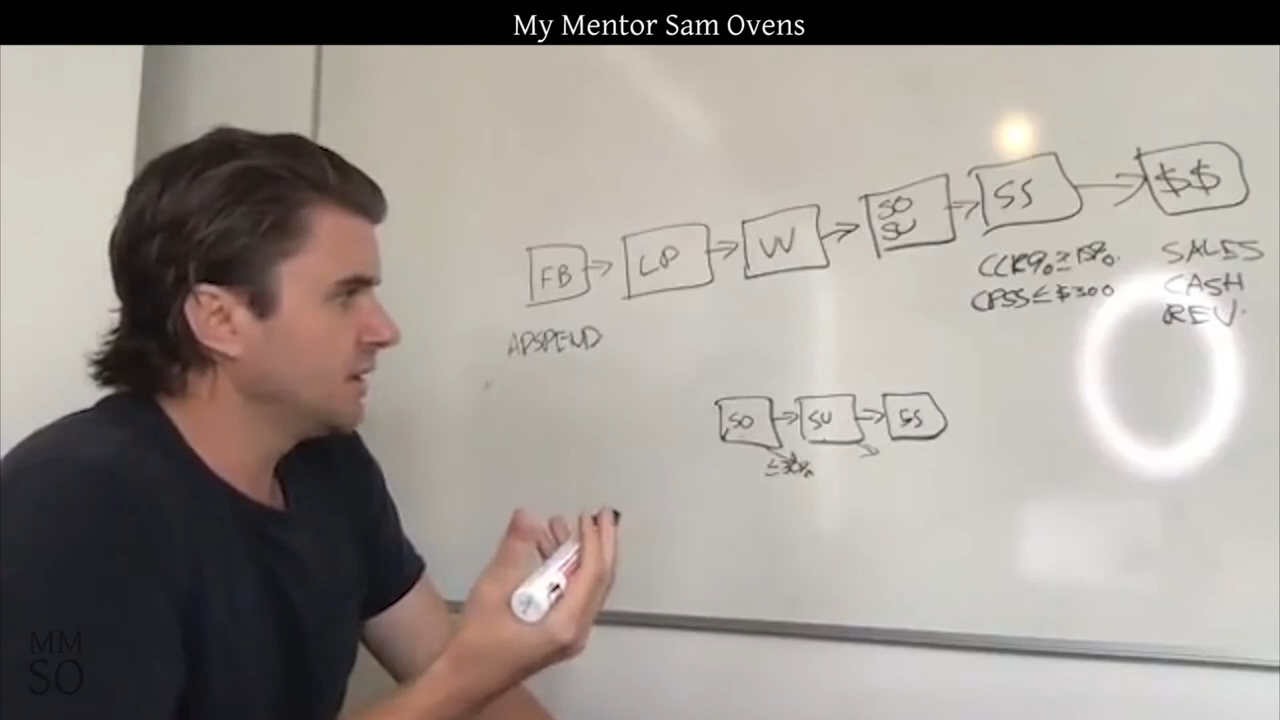 My Mentor Sam Ovens
FB
LP
W
SO
SU
SS
$$
ADSPEND
CCR% ≥ 15%.
CPSS ≤ $300
SALES
CASH
REV.
SO
SU
SS
≤30%
MM
SO